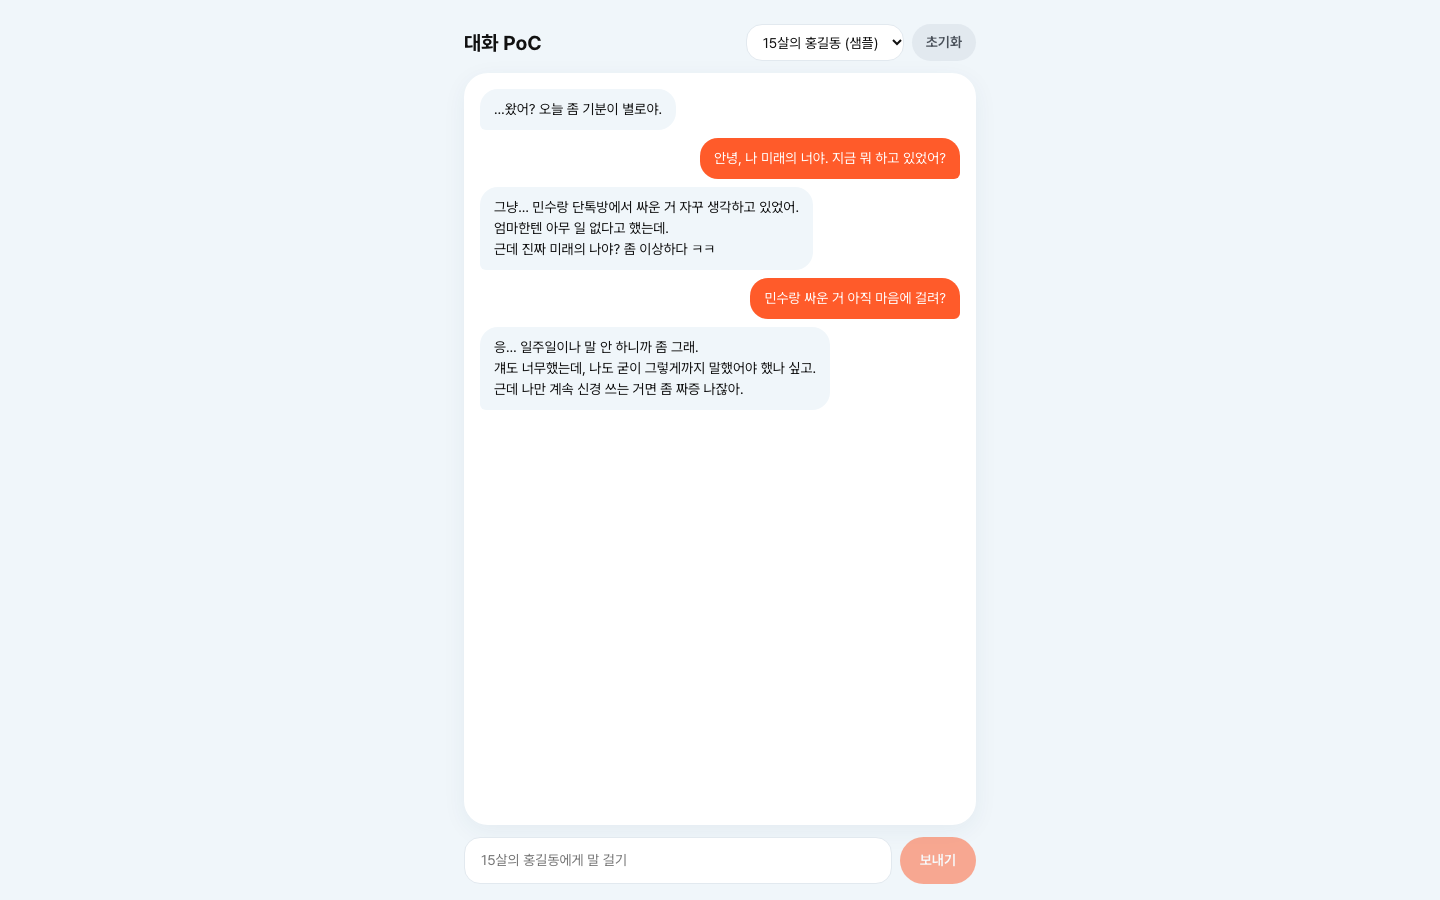 대화 PoC
15살의 홍길동 (샘플)
초기화
...왔어? 오늘 좀 기분이 별로야.
안녕, 나 미래의 너야. 지금 뭐 하고 있었어?
그냥... 민수랑 단톡방에서 싸운 거 자꾸 생각하고 있었어.
엄마한텐 아무 일 없다고 했는데.
근데 진짜 미래의 나야? 좀 이상하다 ㅋㅋ
민수랑 싸운 거 아직 마음에 걸려?
응... 일주일이나 말 안 하니까 좀 그래.
걔도 너무했는데, 나도 굳이 그렇게까지 말했어야 했나 싶고.
근데 나만 계속 신경 쓰는 거면 좀 짜증 나잖아.
15살의 홍길동에게 말 걸기
보내기